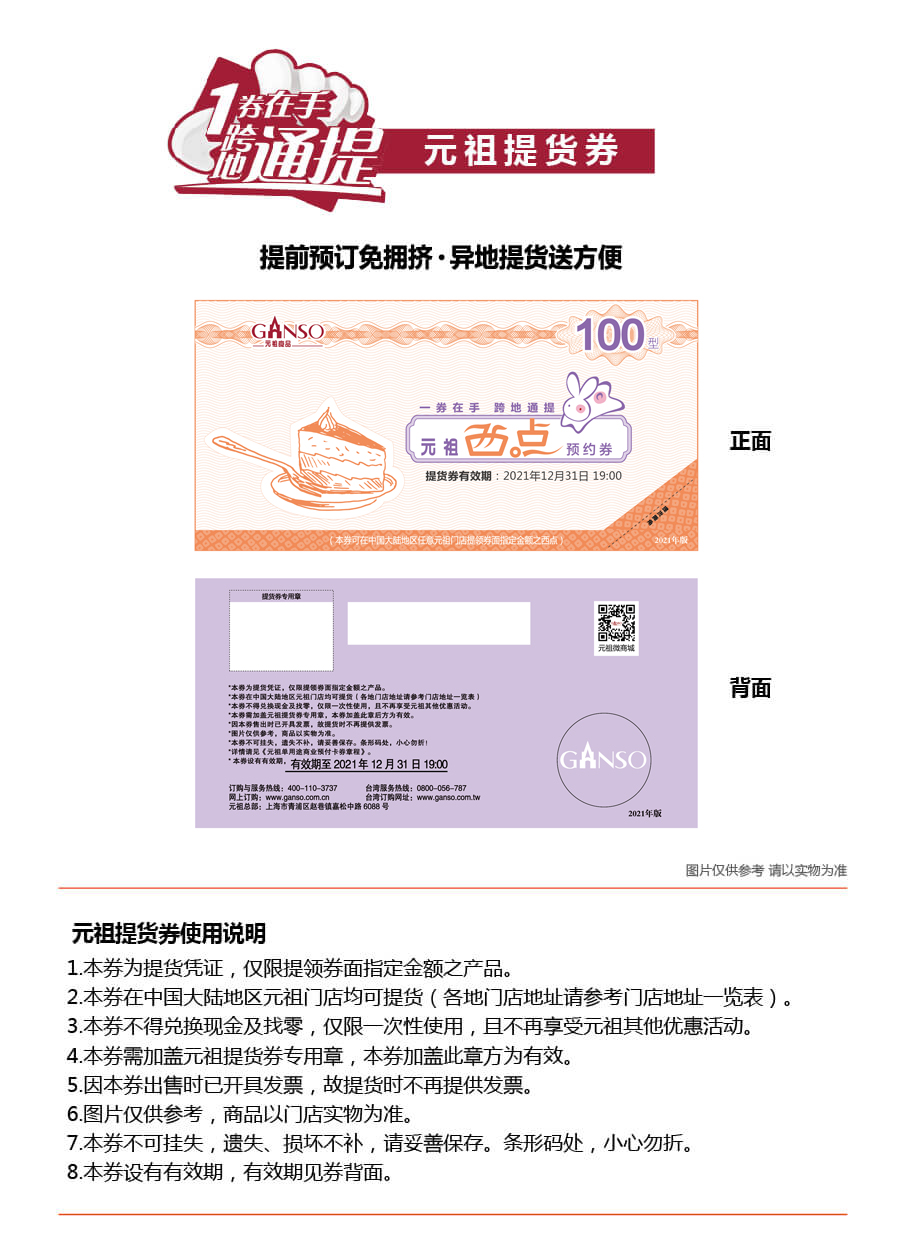 1券在手
跨地通提
元祖提货券
提前预订免拥挤·异地提货送方便
GANSO
元祖食品
100型
一券在手 跨地通提
元祖西点预约券
提货券有效期：2021年12月31日 19:00
（本券可在中国大陆地区任意元祖门店提领券面指定金额之西点）
2021年版
正面
提货券专用章
元祖微商城
*本券为提货凭证，仅限提领券面指定金额之产品。
*本券在中国大陆地区元祖门店均可提货（各地门店地址请参考门店地址一览表）
*本券不得兑换现金及找零，仅限一次性使用，且不再享受元祖其他优惠活动。
*本券需加盖元祖提货券专用章，本券加盖此章后方为有效。
*因本券售出时已开具发票，故提货时不再提供发票。
*图片仅供参考，商品以实物为准。
*本券不可挂失，遗失不补，请妥善保存。条形码处，小心勿折！
*详情请见《元祖单用途商业预付卡券章程》。
*本券设有有效期，有效期至 2021 年 12 月 31 日 19:00
订购与服务热线：400-110-3737
台湾服务热线：0800-056-787
网上订购：www.ganso.com.cn
台湾订购网址：www.ganso.com.tw
元祖总部：上海市青浦区赵巷镇嘉松中路 6088 号
GANSO
2021年版
背面
图片仅供参考 请以实物为准
元祖提货券使用说明
1.本券为提货凭证，仅限提领券面指定金额之产品。
2.本券在中国大陆地区元祖门店均可提货（各地门店地址请参考门店地址一览表）。
3.本券不得兑换现金及找零，仅限一次性使用，且不再享受元祖其他优惠活动。
4.本券需加盖元祖提货券专用章，本券加盖此章方为有效。
5.因本券出售时已开具发票，故提货时不再提供发票。
6.图片仅供参考，商品以门店实物为准。
7.本券不可挂失，遗失、损坏不补，请妥善保存。条形码处，小心勿折。
8.本券设有有效期，有效期见券背面。